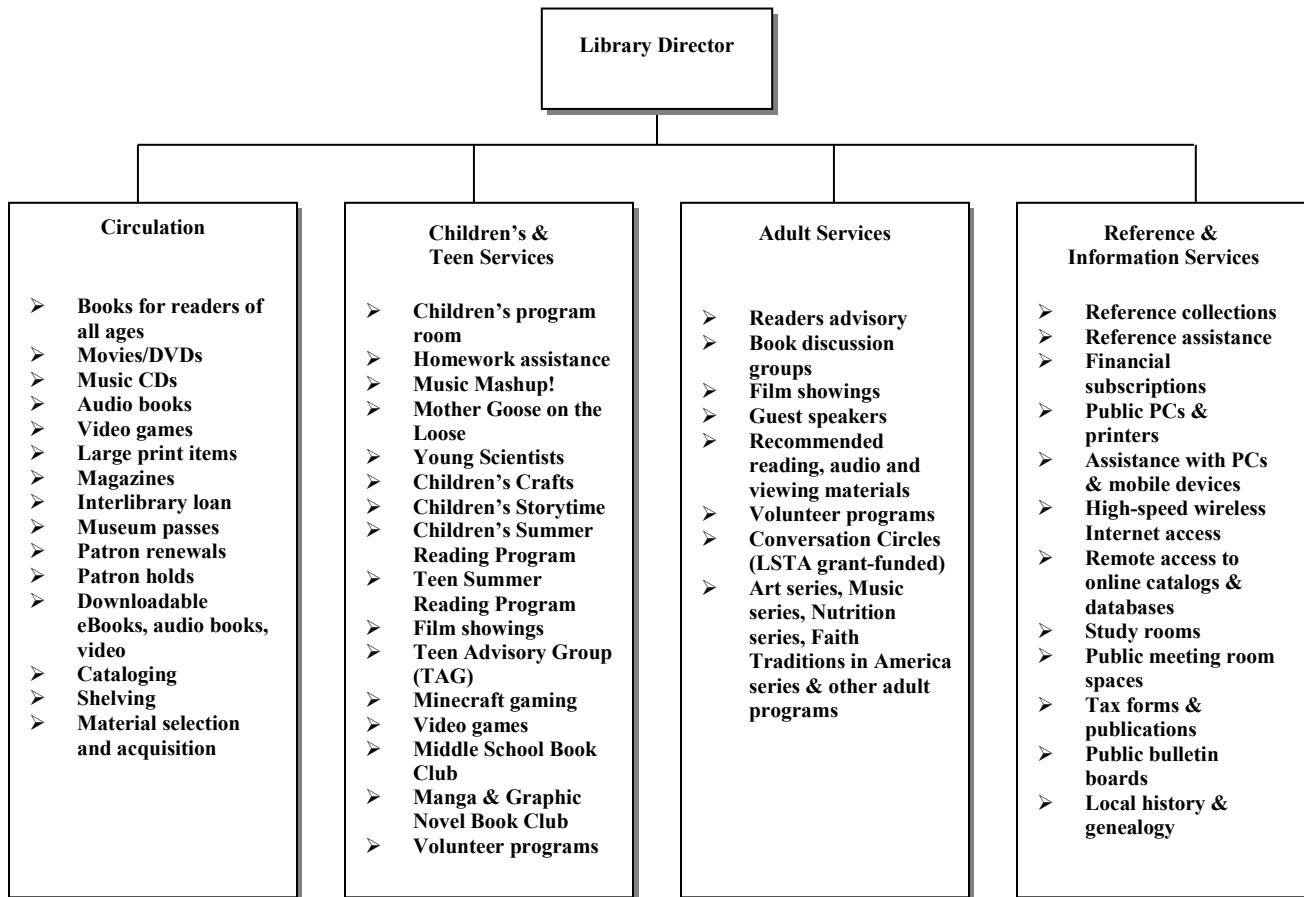 Library Director
Circulation
➢ Books for readers of
all ages
➢ Movies/DVDs
➢ Music CDs
➢ Audio books
➢ Video games
➢ Large print items
➢ Magazines
➢ Interlibrary loan
➢ Museum passes
➢ Patron renewals
➢ Patron holds
➢ Downloadable
eBooks, audio books,
video
➢ Cataloging
➢ Shelving
➢ Material selection
and acquisition
Children’s &
Teen Services
➢ Children’s program
room
➢ Homework assistance
➢ Music Mashup!
➢ Mother Goose on the
Loose
➢ Young Scientists
➢ Children’s Crafts
➢ Children’s Storytime
➢ Children’s Summer
Reading Program
➢ Teen Summer
Reading Program
➢ Film showings
➢ Teen Advisory Group
(TAG)
➢ Minecraft gaming
➢ Video games
➢ Middle School Book
Club
➢ Manga & Graphic
Novel Book Club
➢ Volunteer programs
Adult Services
➢ Readers advisory
➢ Book discussion
groups
➢ Film showings
➢ Guest speakers
➢ Recommended
reading, audio and
viewing materials
➢ Volunteer programs
➢ Conversation Circles
(LSTA grant-funded)
➢ Art series, Music
series, Nutrition
series, Faith
Traditions in America
series & other adult
programs
Reference &
Information Services
➢ Reference collections
➢ Reference assistance
➢ Financial
subscriptions
➢ Public PCs &
printers
➢ Assistance with PCs
& mobile devices
➢ High-speed wireless
Internet access
➢ Remote access to
online catalogs &
databases
➢ Study rooms
➢ Public meeting room
spaces
➢ Tax forms &
publications
➢ Public bulletin
boards
➢ Local history &
genealogy